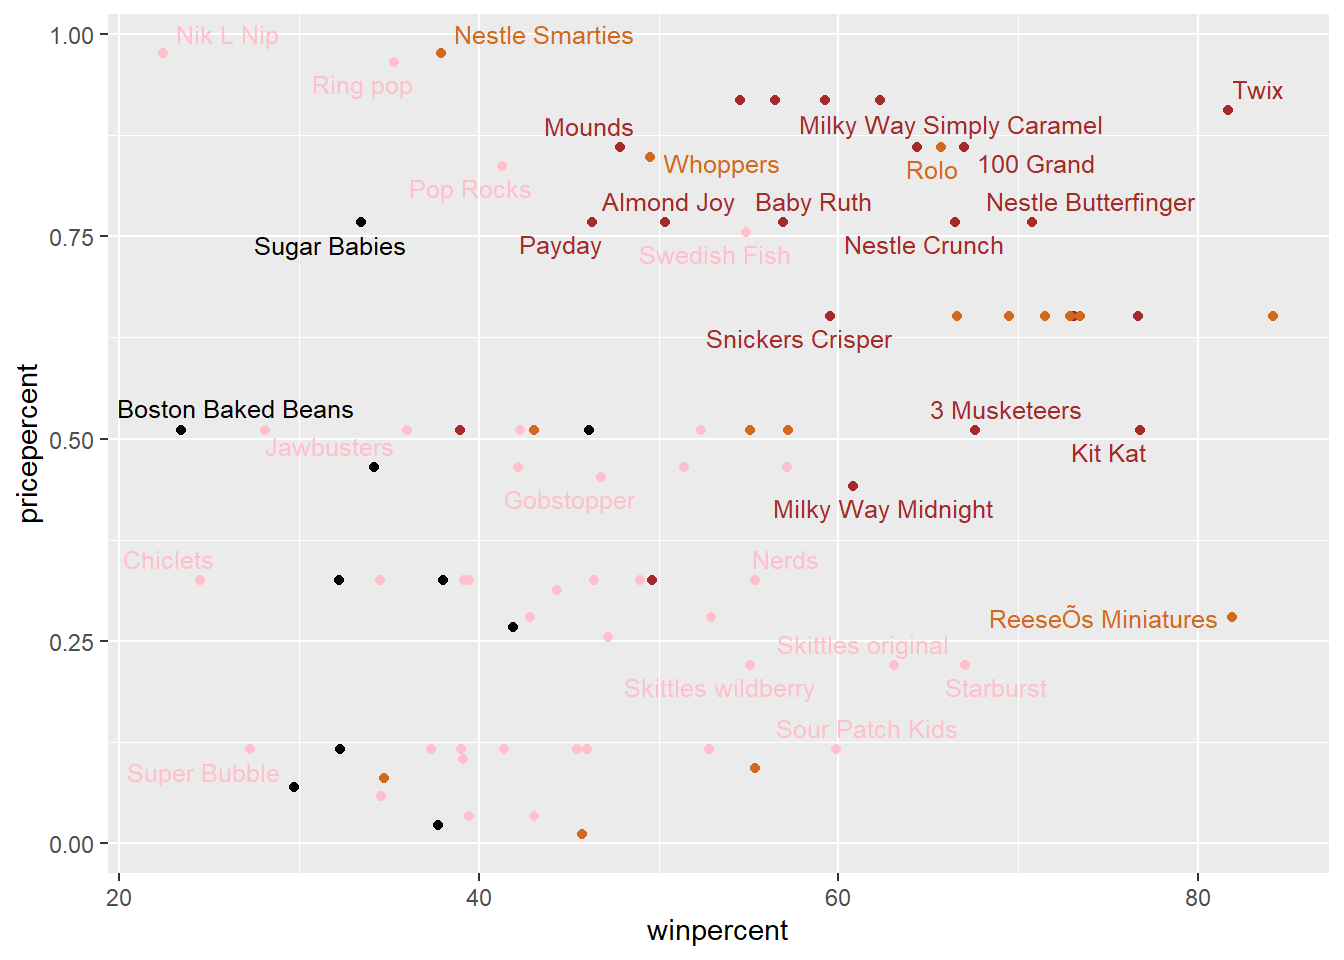 1.00
Nik L Nip
Nestle Smarties
Ring pop
Twix
Mounds
Milky Way Simply Caramel
Whoppers
Rolo
100 Grand
Pop Rocks
Almond Joy
Baby Ruth
Nestle Butterfinger
0.75
Sugar Babies
Payday
Swedish Fish
Nestle Crunch
Snickers Crisper
pricepercent
0.50
Boston Baked Beans
3 Musketeers
Jawbusters
Kit Kat
Gobstopper
Milky Way Midnight
Chiclets
Nerds
0.25
ReeseÕs Miniatures
Skittles original
Skittles wildberry
Starburst
Sour Patch Kids
Super Bubble
0.00
20
40
60
80
winpercent